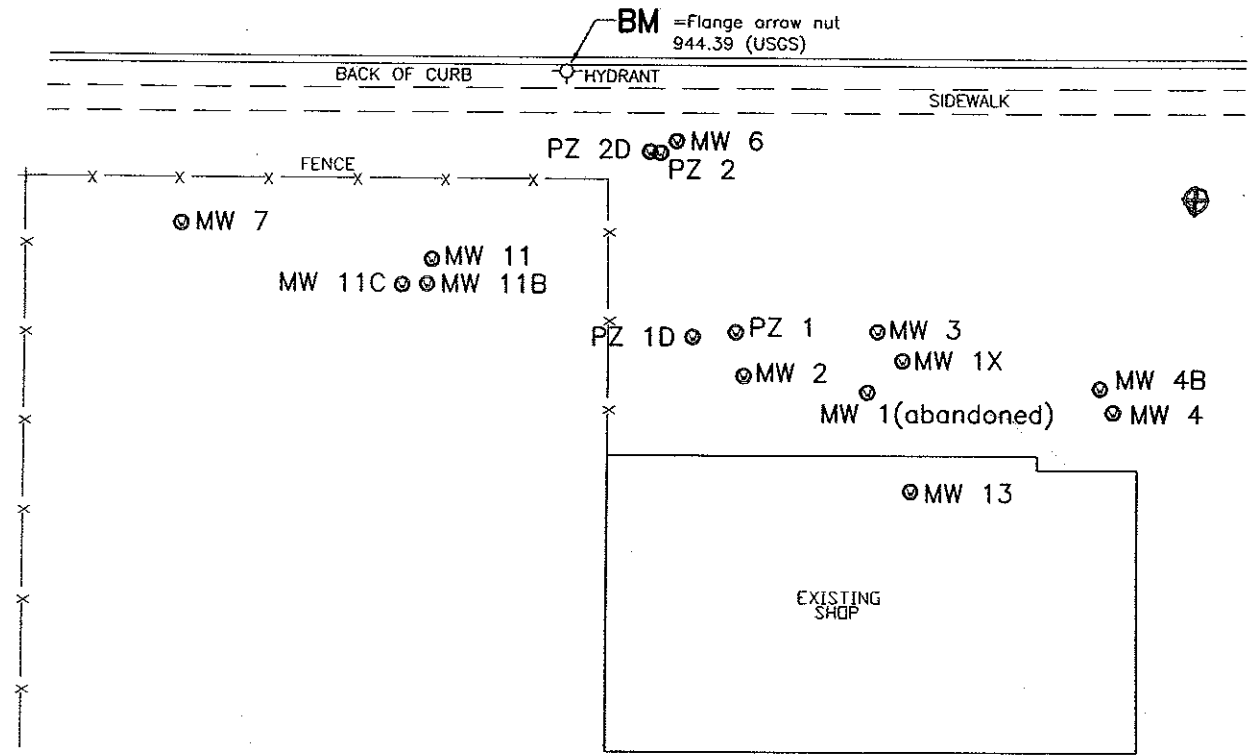 BM =Flange arrow nut
944.39 (USGS)
BACK OF CURB
HYDRANT
SIDEWALK
MW 6
PZ 2D
PZ 2
FENCE
MW 7
MW 11
MW 11C
MW 11B
PZ 1D
PZ 1
MW 3
MW 1X
MW 2
MW 4B
MW 1(abandoned)
MW 4
MW 13
EXISTING
SHOP